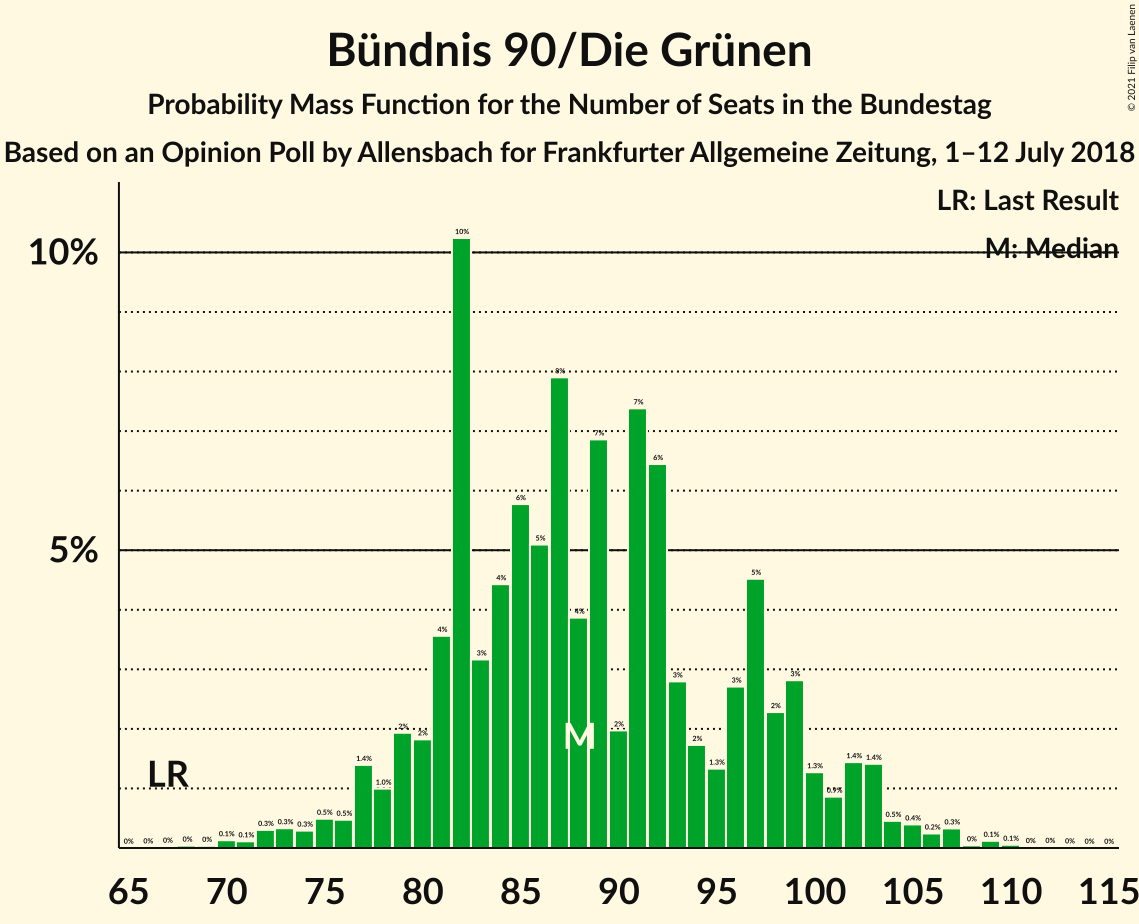 Bündnis 90/Die Grünen
Probability Mass Function for the Number of Seats in the Bundestag
Based on an Opinion Poll by Allensbach for Frankfurter Allgemeine Zeitung, 1–12 July 2018
© 2021 Filip van Laenen
LR: Last Result
M: Median
10%
5%
0% 0% 0% 0% 0% 0.1% 0.1% 0.3% 0.3% 0.3% 0.5% 0.5% 1.4% 1.0% 2% 2% 4% 10% 3% 4% 6% 5% 8% 4% 7% 2% 7% 6% 3% 2% 1.3% 3% 5% 2% 3% 1.3% 0.9% 1.4% 1.4% 0.5% 0.4% 0.2% 0.3% 0% 0.1% 0.1% 0% 0% 0% 0% 0%
LR
M
65 70 75 80 85 90 95 100 105 110 115